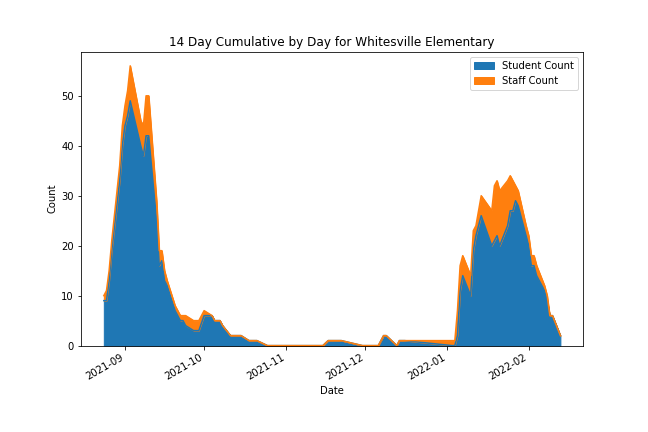 14 Day Cumulative by Day for Whitesville Elementary
Student Count
Staff Count
50
40
30
20
10
0
Count
2021-09
2021-10
2021-11
2021-12
2022-01
2022-02
Date